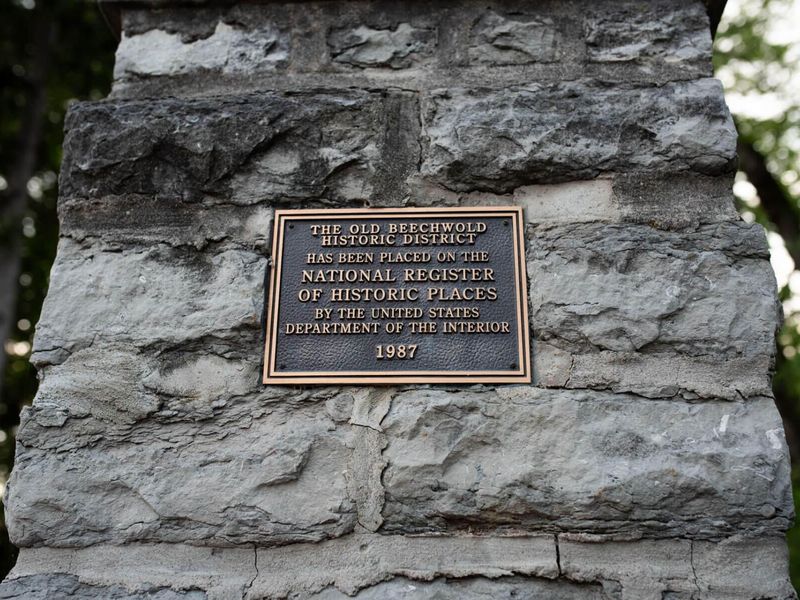 THE OLD BEECHWOLD
HISTORIC DISTRICT
HAS BEEN PLACED ON THE
NATIONAL REGISTER
OF HISTORIC PLACES
BY THE UNITED STATES
DEPARTMENT OF THE INTERIOR
1987